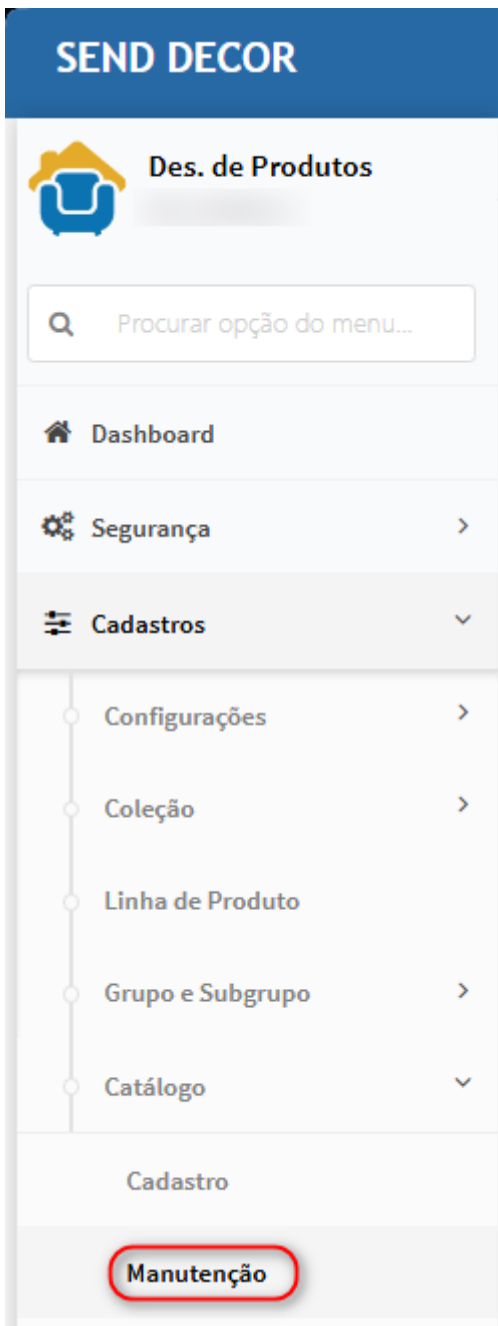 SEND DECOR
Des. de Produtos
Procurar opção do menu...
Dashboard
Segurança
Cadastros
Configurações
Coleção
Linha de Produto
Grupo e Subgrupo
Catálogo
Cadastro
Manutenção